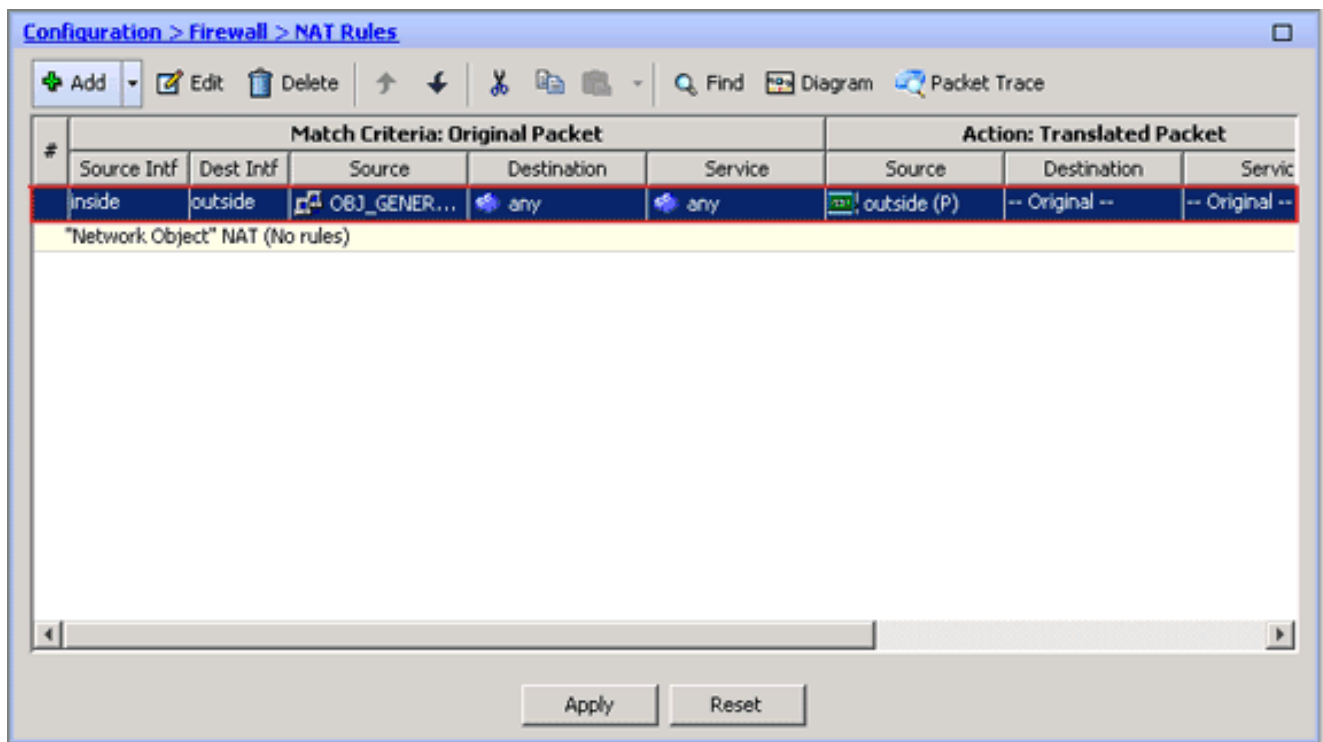 Configuration > Firewall > NAT Rules
Add Edit Delete Find Diagram Packet Trace
# Match Criteria: Original Packet Action: Translated Packet
Source Intf Dest Intf Source Destination Service Source Destination Servic
inside outside OBJ_GENER... any any outside (P) -- Original -- -- Original --
"Network Object" NAT (No rules)
Apply Reset